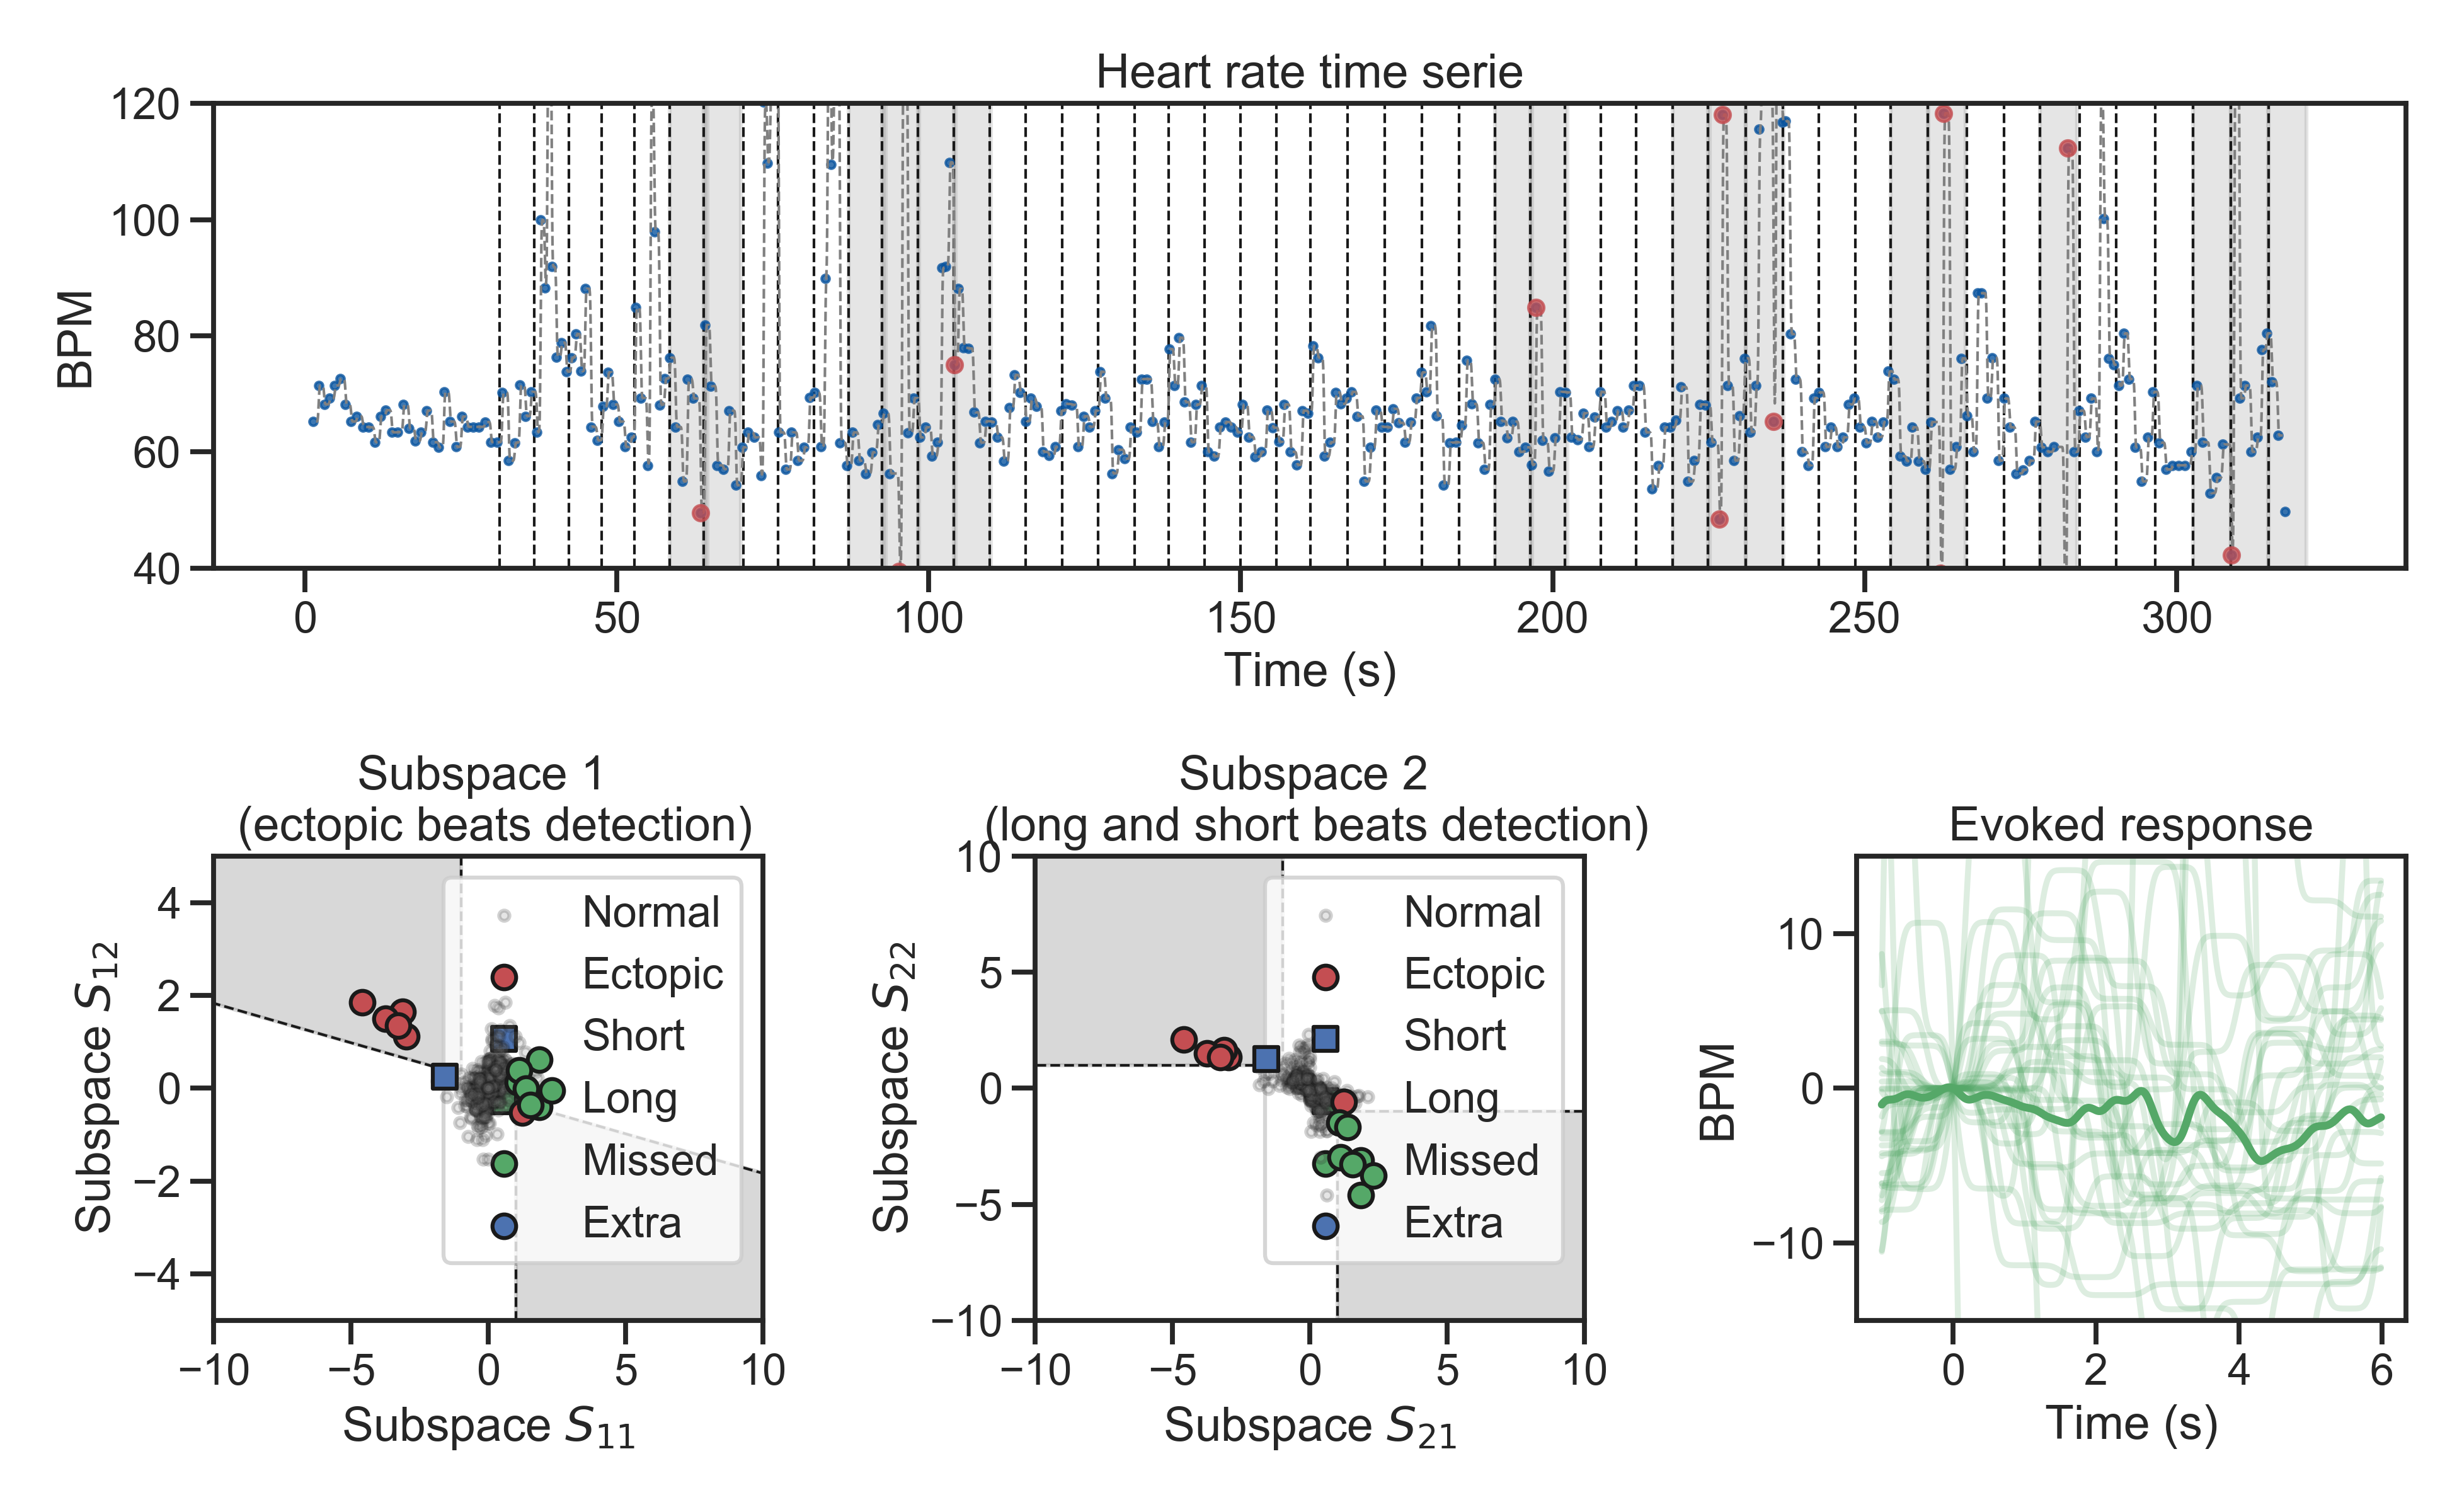 Heart rate time serie
120
100
80
60
40
BPM
0 50 100 150 200 250 300
Time (s)
Subspace 1
(ectopic beats detection)
4
2
0
−2
−4
Subspace S12
Normal
Ectopic
Short
Long
Missed
Extra
−10 −5 0 5 10
Subspace S11
Subspace 2
(long and short beats detection)
10
5
0
−5
−10
Subspace S22
Normal
Ectopic
Short
Long
Missed
Extra
−10 −5 0 5 10
Subspace S21
Evoked response
10
0
−10
BPM
0 2 4 6
Time (s)